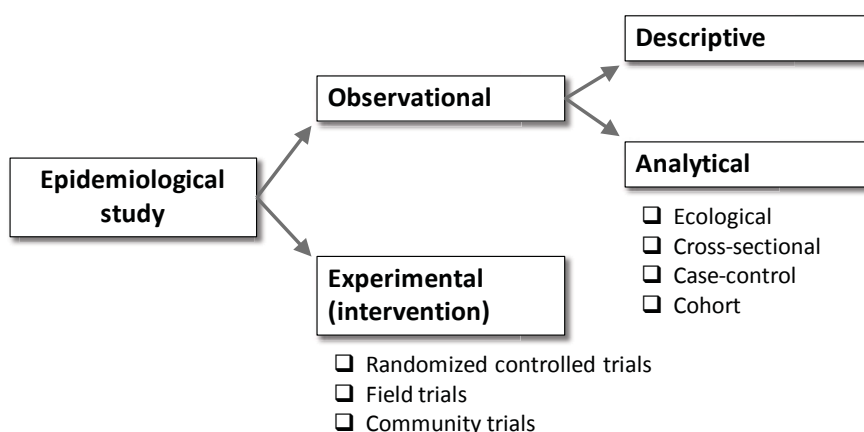 Epidemiological
study
Observational
Descriptive
Analytical
❑ Ecological
❑ Cross-sectional
❑ Case-control
❑ Cohort
Experimental
(intervention)
❑ Randomized controlled trials
❑ Field trials
❑ Community trials